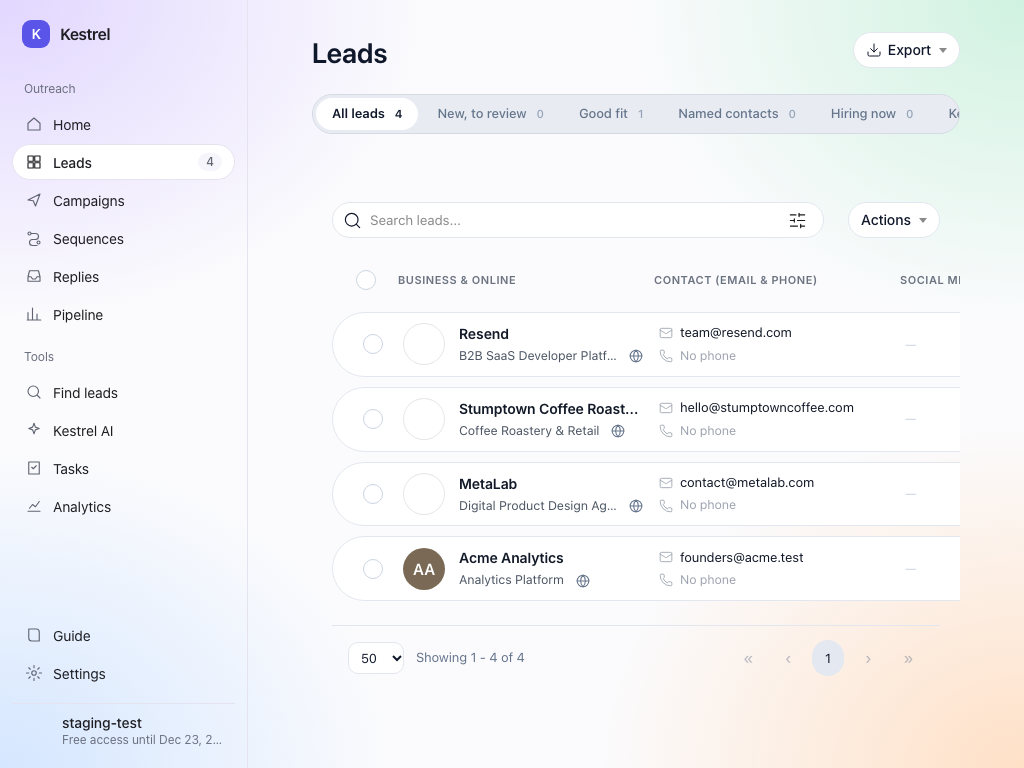 K Kestrel
Outreach
Home
Leads 4
Campaigns
Sequences
Replies
Pipeline
Tools
Find leads
Kestrel AI
Tasks
Analytics
Guide
Settings
staging-test
Free access until Dec 23, 2...
Leads
Export
All leads 4 New, to review 0 Good fit 1 Named contacts 0 Hiring now 0
Search leads...
Actions
BUSINESS & ONLINE CONTACT (EMAIL & PHONE) SOCIAL
Resend
B2B SaaS Developer Platf...
team@resend.com
No phone
—
Stumptown Coffee Roast...
Coffee Roastery & Retail
hello@stumptowncoffee.com
No phone
—
MetaLab
Digital Product Design Ag...
contact@metalab.com
No phone
—
AA
Acme Analytics
Analytics Platform
founders@acme.test
No phone
—
50 Showing 1 - 4 of 4 « ‹ 1 › »